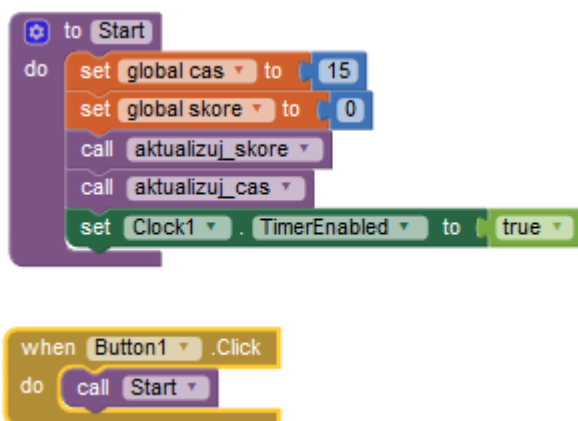 to Start
do set global cas to 15
set global skore to 0
call aktualizuj_skore
call aktualizuj_cas
set Clock1 . TimerEnabled to true
when Button1 .Click
do call Start